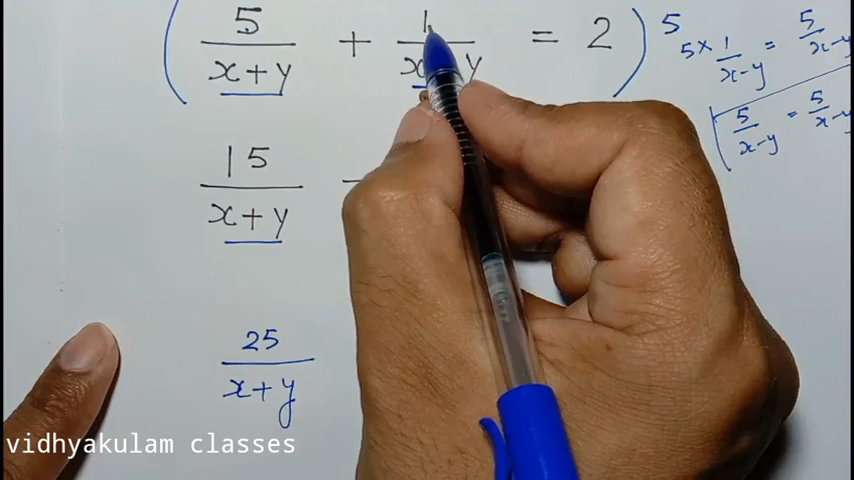 ( 5/(x+y) + 1/(x-y) = 2 ) 5
5 × 1/(x-y) = 5/(x-y)
5/(x-y) = 5/(x-y)
15/(x+y) -
25/(x+y)
vidhyakulam classes